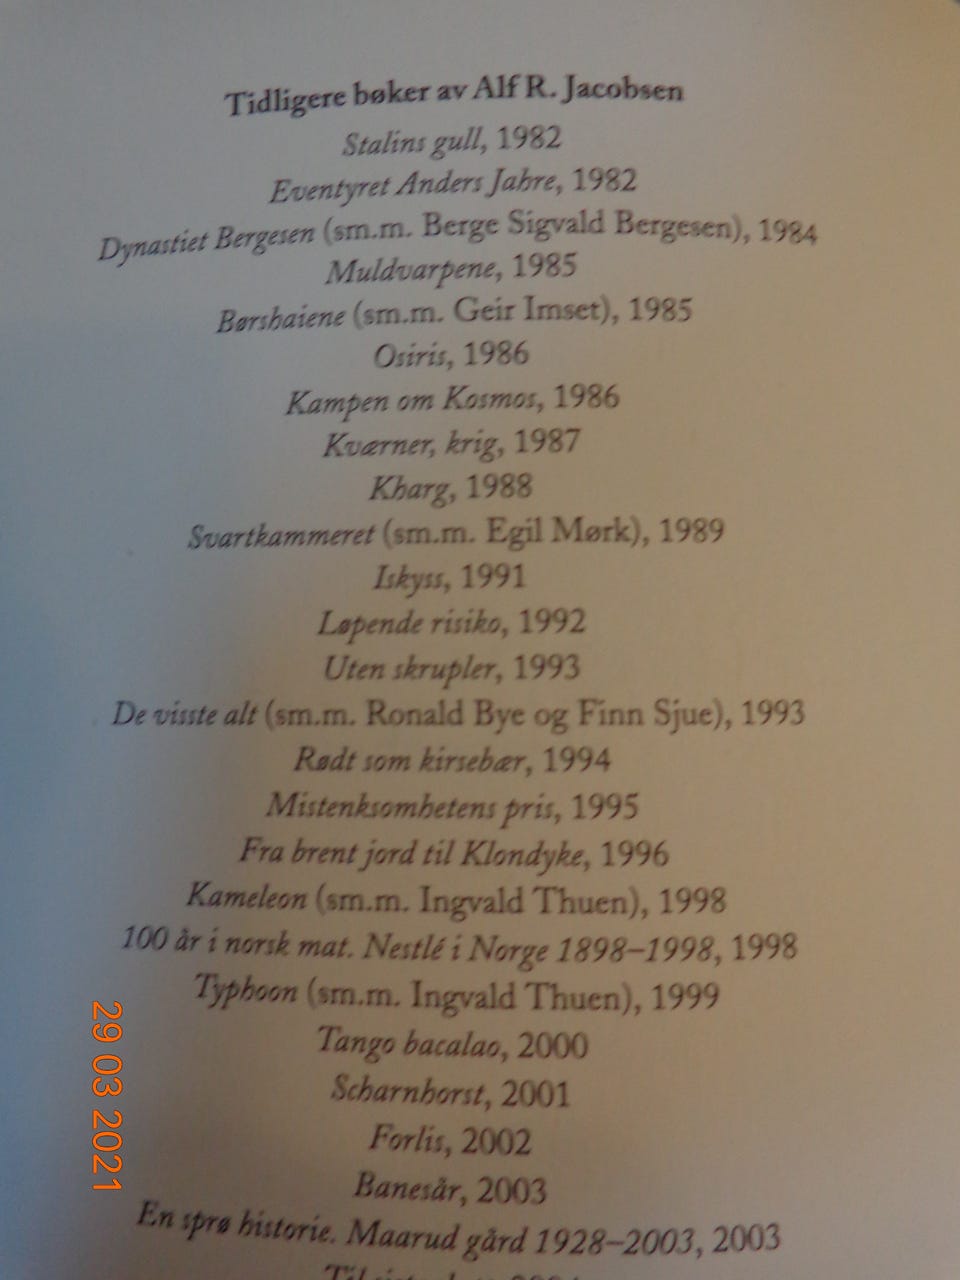 Tidligere bøker av Alf R. Jacobsen
Stalins gull, 1982
Eventyret Anders Jahre, 1982
Dynastiet Bergesen (sm.m. Berge Sigvald Bergesen), 1984
Muldvarpene, 1985
Børshaiene (sm.m. Geir Imset), 1985
Osiris, 1986
Kampen om Kosmos, 1986
Kværner, krig, 1987
Kharg, 1988
Svartkammeret (sm.m. Egil Mørk), 1989
Iskyss, 1991
Løpende risiko, 1992
Uten skrupler, 1993
De visste alt (sm.m. Ronald Bye og Finn Sjue), 1993
Rødt som kirsebær, 1994
Mistenksomhetens pris, 1995
Fra brent jord til Klondyke, 1996
Kameleon (sm.m. Ingvald Thuen), 1998
100 år i norsk mat. Nestlé i Norge 1898–1998, 1998
Typhoon (sm.m. Ingvald Thuen), 1999
Tango bacalao, 2000
Scharnhorst, 2001
Forlis, 2002
Banesår, 2003
En sprø historie. Maarud gård 1928–2003, 2003
29 03 2021